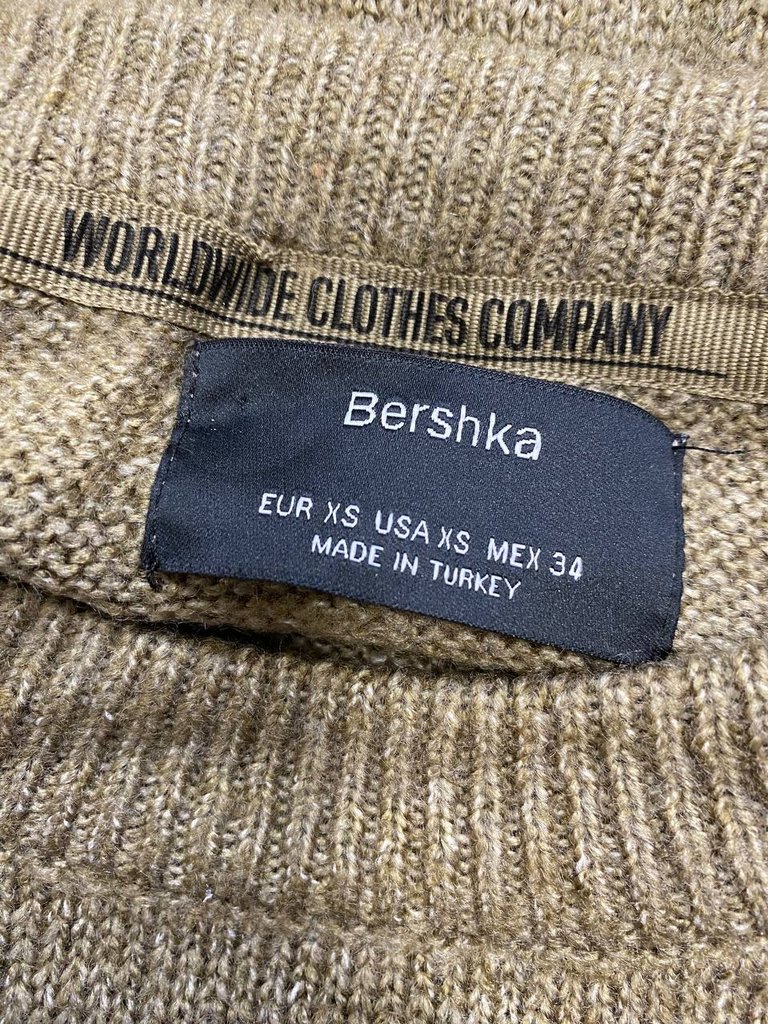 WORLDWIDE CLOTHES COMPANY
Bershka
EUR XS USA XS MEX 34
MADE IN TURKEY